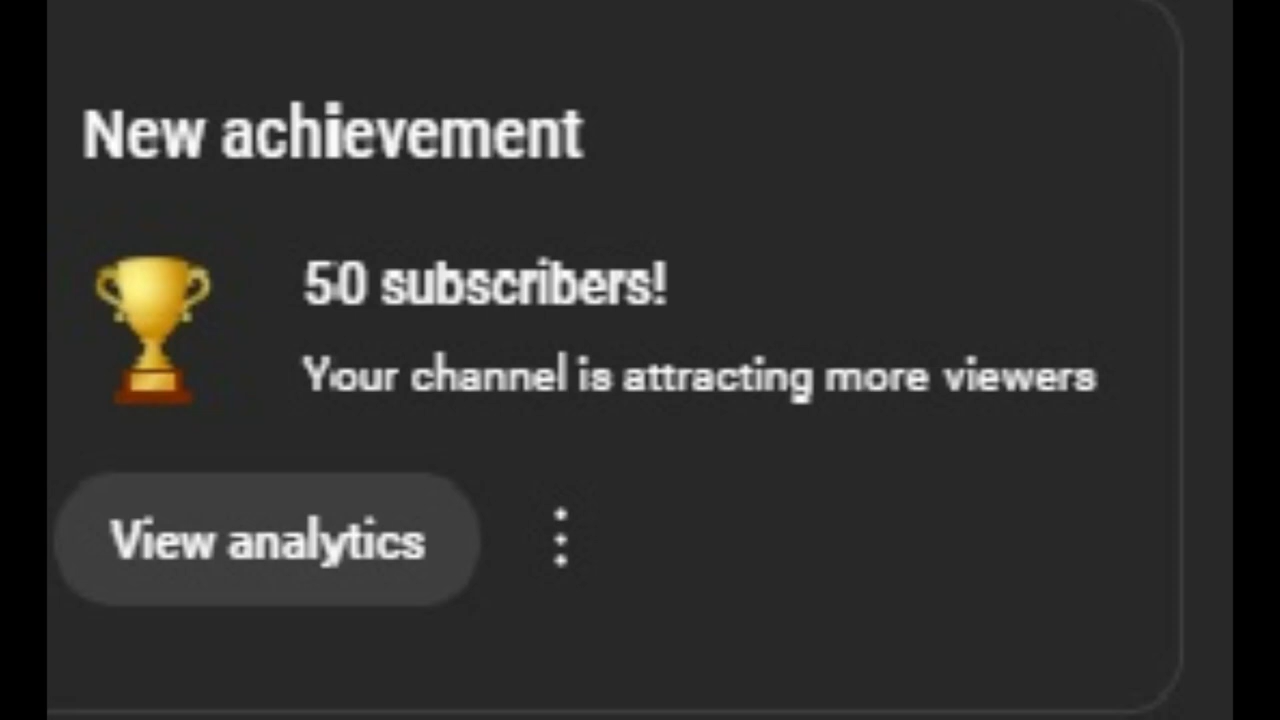 New achievement
50 subscribers!
Your channel is attracting more viewers
View analytics